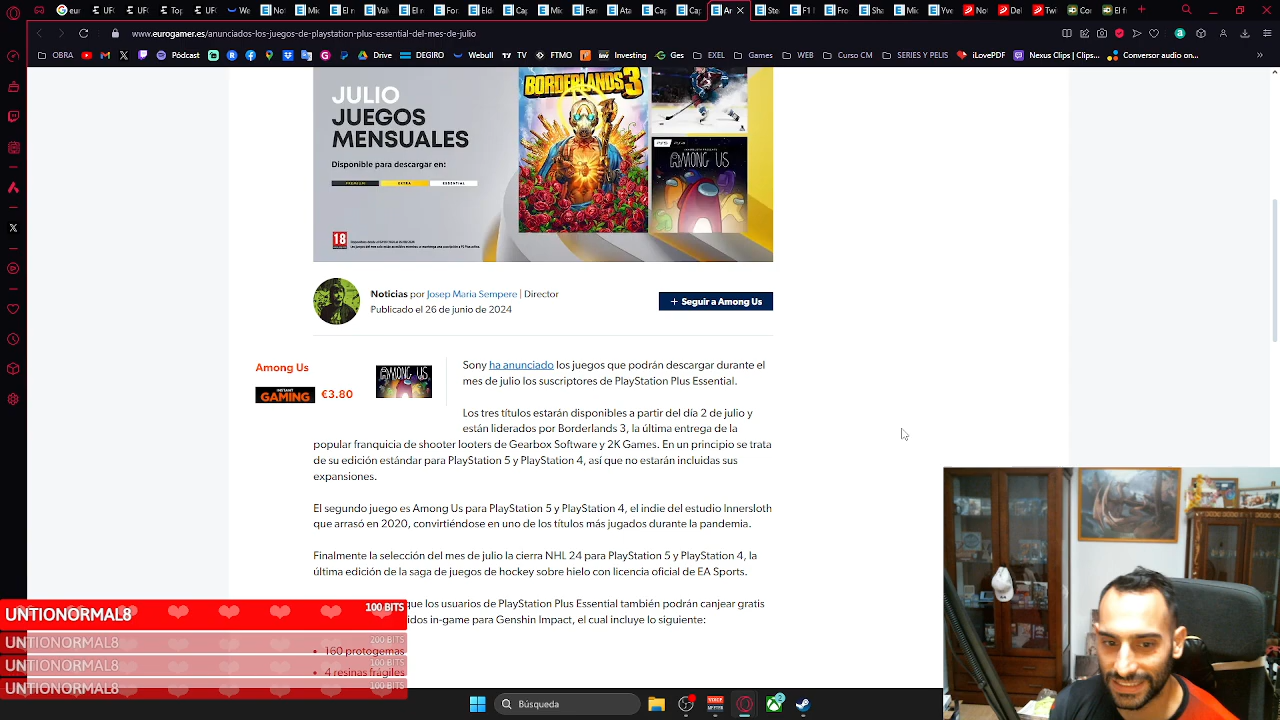 www.eurogamer.es/anunciados-los-juegos-de-playstation-plus-essential-del-mes-de-julio
OBRA
Pódcast
Drive
DEGIRO
Webull
FTMO
Investing
Ges
EXEL
Games
WEB
Curso CM
SERIES Y PELIS
iLovePDF
Nexus Clips | Clips...
Conversor audio on...
JULIO
JUEGOS
MENSUALES
Disponible para descargar en:
PREMIUM
EXTRA
ESSENTIAL
18
BORDERLANDS 3
PS5 PS4
AMONG US
Noticias por Josep Maria Sempere | Director
Publicado el 26 de junio de 2024
+ Seguir a Among Us
Among Us
INSTANT GAMING €3.80
AMONG US
Sony ha anunciado los juegos que podrán descargar durante el
mes de julio los suscriptores de PlayStation Plus Essential.
Los tres títulos estarán disponibles a partir del día 2 de julio y
están liderados por Borderlands 3, la última entrega de la
popular franquicia de shooter looters de Gearbox Software y 2K Games. En un principio se trata
de su edición estándar para PlayStation 5 y PlayStation 4, así que no estarán incluidas sus
expansiones.
El segundo juego es Among Us para PlayStation 5 y PlayStation 4, el indie del estudio Innersloth
que arrasó en 2020, convirtiéndose en uno de los títulos más jugados durante la pandemia.
Finalmente la selección del mes de julio la cierra NHL 24 para PlayStation 5 y PlayStation 4, la
última edición de la saga de juegos de hockey sobre hielo con licencia oficial de EA Sports.
que los usuarios de PlayStation Plus Essential también podrán canjear gratis
idos in-game para Genshin Impact, el cual incluye lo siguiente:
160 protogemas
4 resinas frágiles
UNTIONORMAL8 100 BITS
UNTIONORMAL8 200 BITS
UNTIONORMAL8 100 BITS
UNTIONORMAL8 100 BITS
Búsqueda